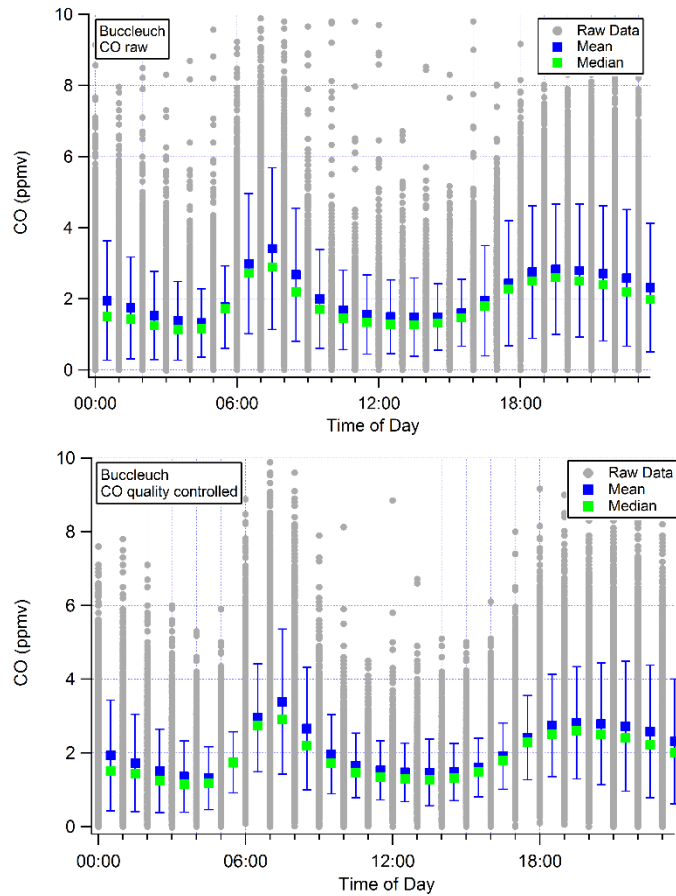 Buccleuch
CO raw
Raw Data
Mean
Median
10
8
6
4
2
0
CO (ppmv)
00:00 06:00 12:00 18:00
Time of Day
Buccleuch
CO quality controlled
Raw Data
Mean
Median
10
8
6
4
2
0
CO (ppmv)
00:00 06:00 12:00 18:00
Time of Day